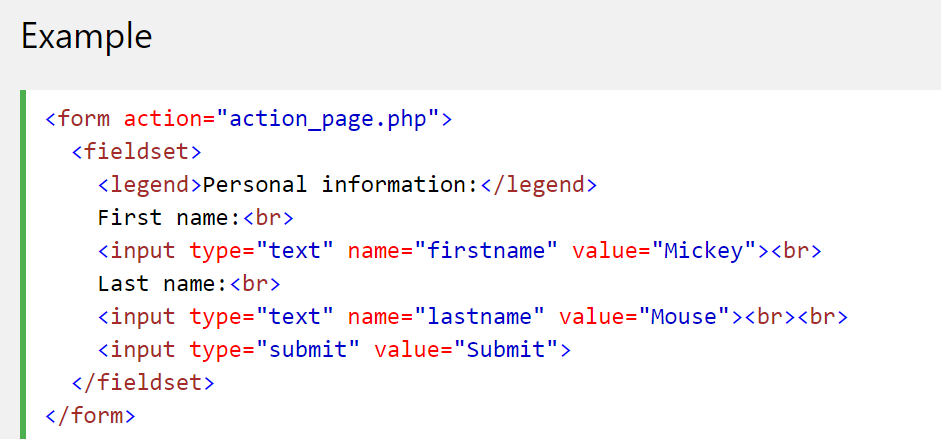 Example
<form action="action_page.php">
<fieldset>
<legend>Personal information:</legend>
First name:<br>
<input type="text" name="firstname" value="Mickey"><br>
Last name:<br>
<input type="text" name="lastname" value="Mouse"><br><br>
<input type="submit" value="Submit">
</fieldset>
</form>